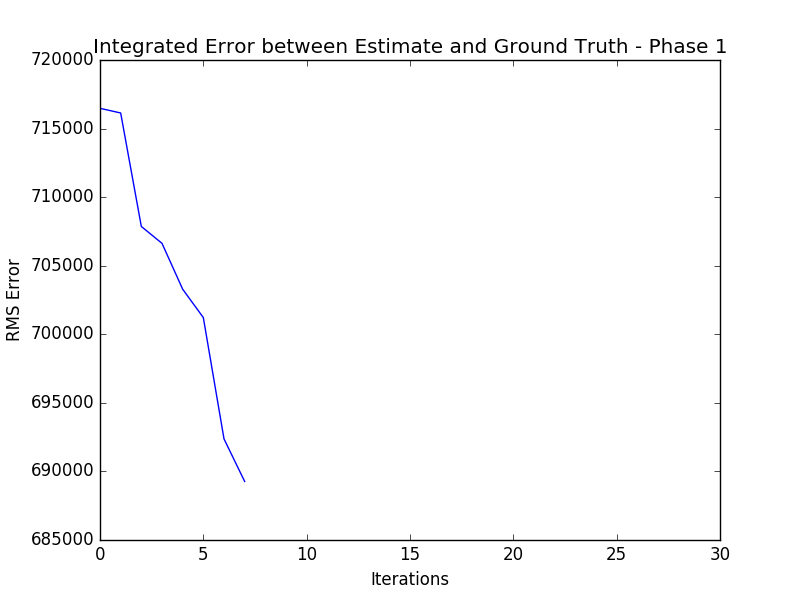 Integrated Error between Estimate and Ground Truth - Phase 1
720000
715000
710000
705000
700000
695000
690000
685000
RMS Error
0 5 10 15 20 25 30
Iterations